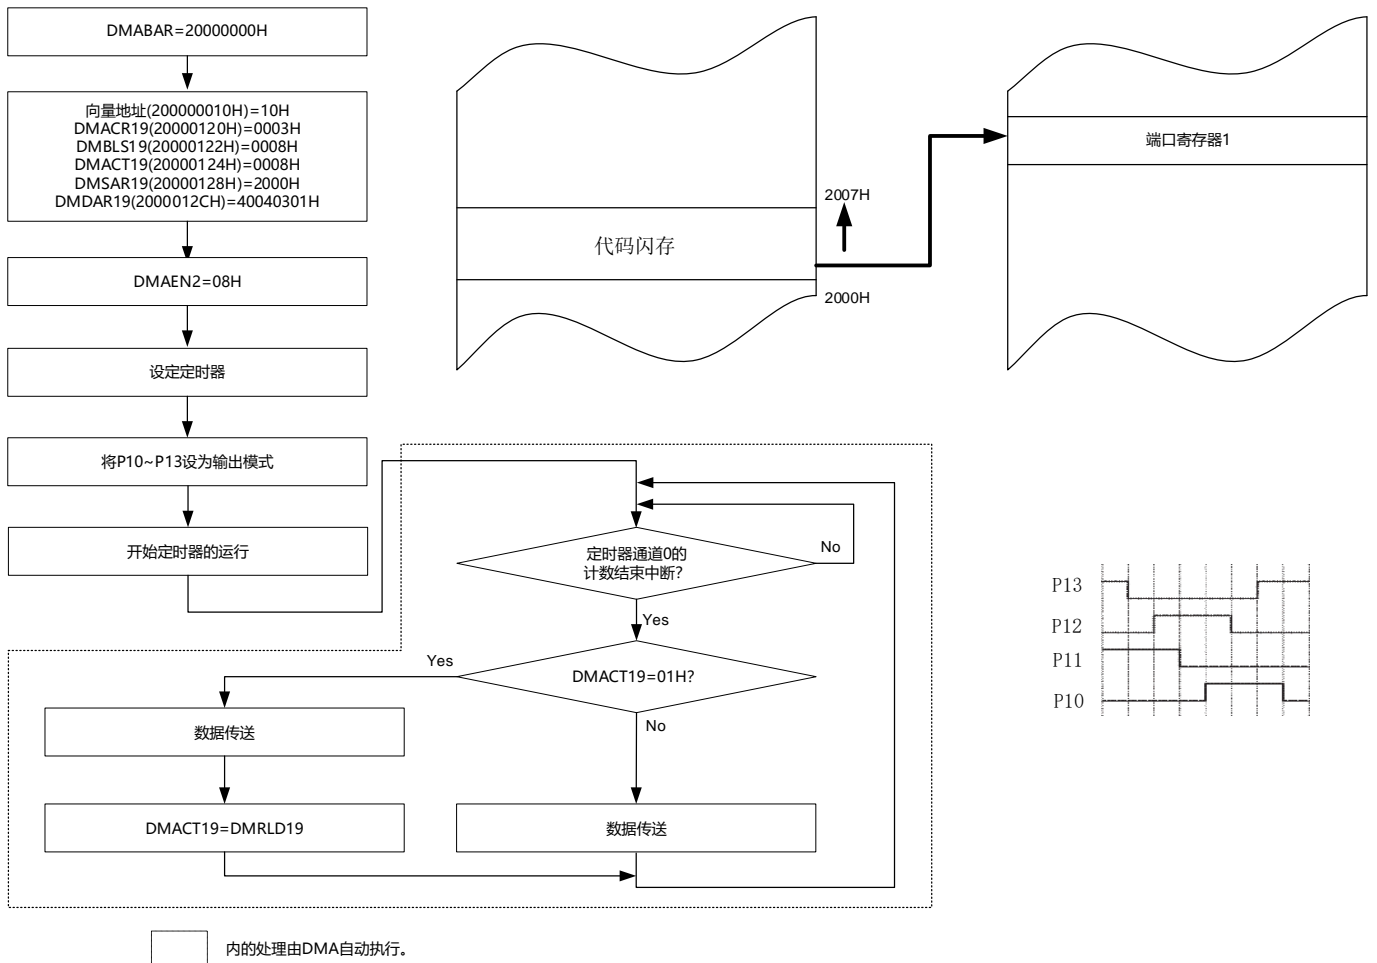 DMABAR=20000000H
向量地址(200000010H)=10H
DMACR19(20000120H)=0003H
DMBLS19(20000122H)=0008H
DMACT19(20000124H)=0008H
DMSAR19(20000128H)=2000H
DMDAR19(2000012CH)=40040301H
DMAEN2=08H
设定定时器
将P10~P13设为输出模式
开始定时器的运行
2007H
代码闪存
2000H
端口寄存器1
定时器通道0的
计数结束中断?
No
Yes
DMACT19=01H?
Yes
No
数据传送
DMACT19=DMRLD19
数据传送
P13
P12
P11
P10
内的处理由DMA自动执行。